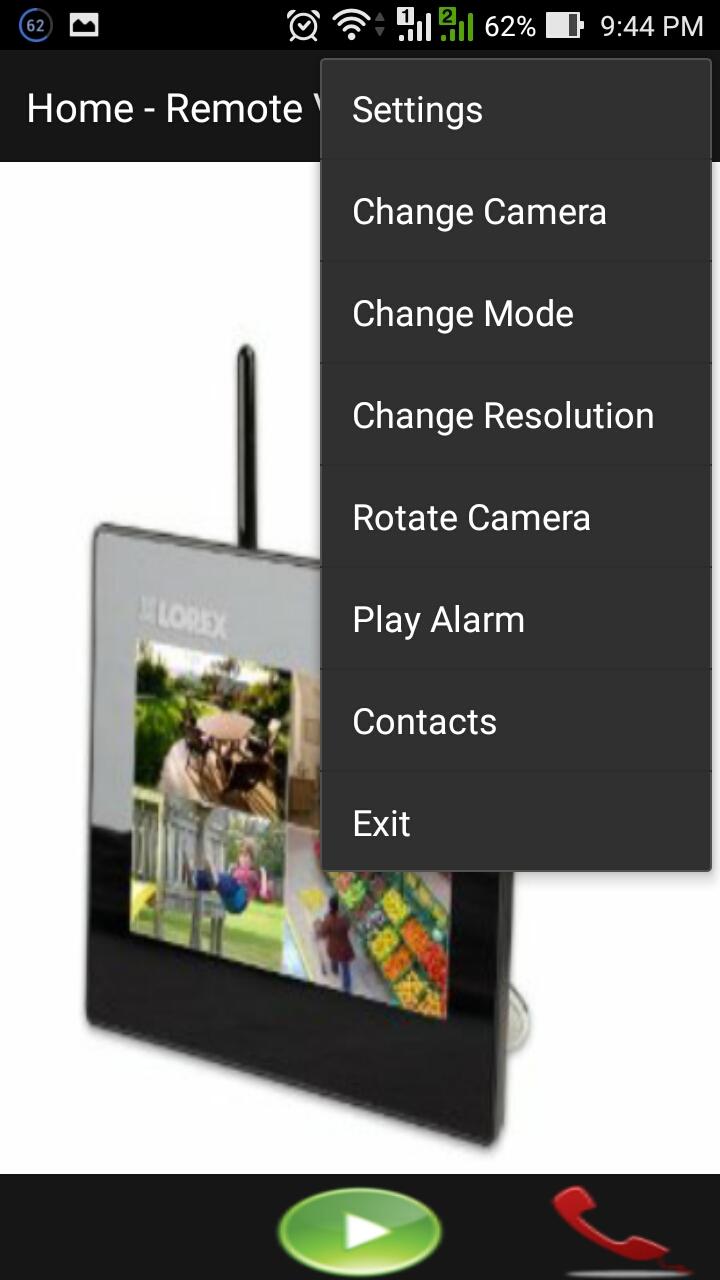 62
1
2
62%
9:44 PM
Home - Remote
Settings
Change Camera
Change Mode
Change Resolution
Rotate Camera
Play Alarm
Contacts
Exit
LOREX